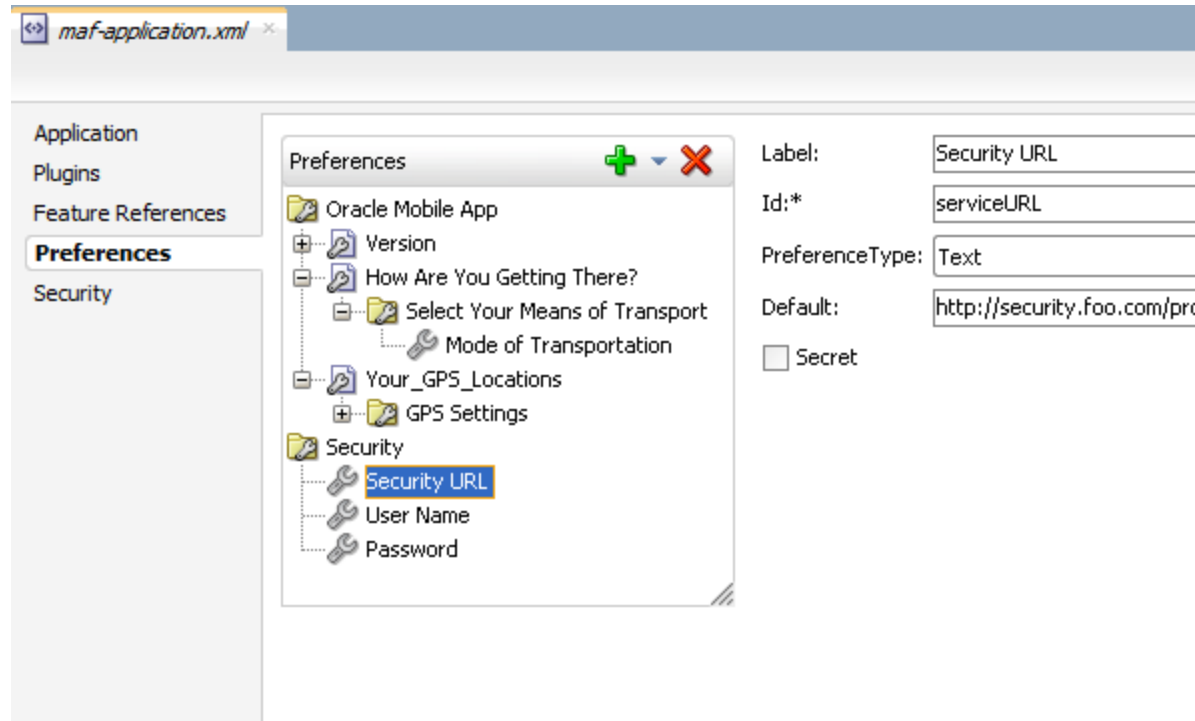 maf-application.xml
Application
Plugins
Feature References
Preferences
Security
Preferences
Oracle Mobile App
Version
How Are You Getting There?
Select Your Means of Transport
Mode of Transportation
Your_GPS_Locations
GPS Settings
Security
Security URL
User Name
Password
Label: Security URL
Id:* serviceURL
PreferenceType: Text
Default: http://security.foo.com/pro
Secret